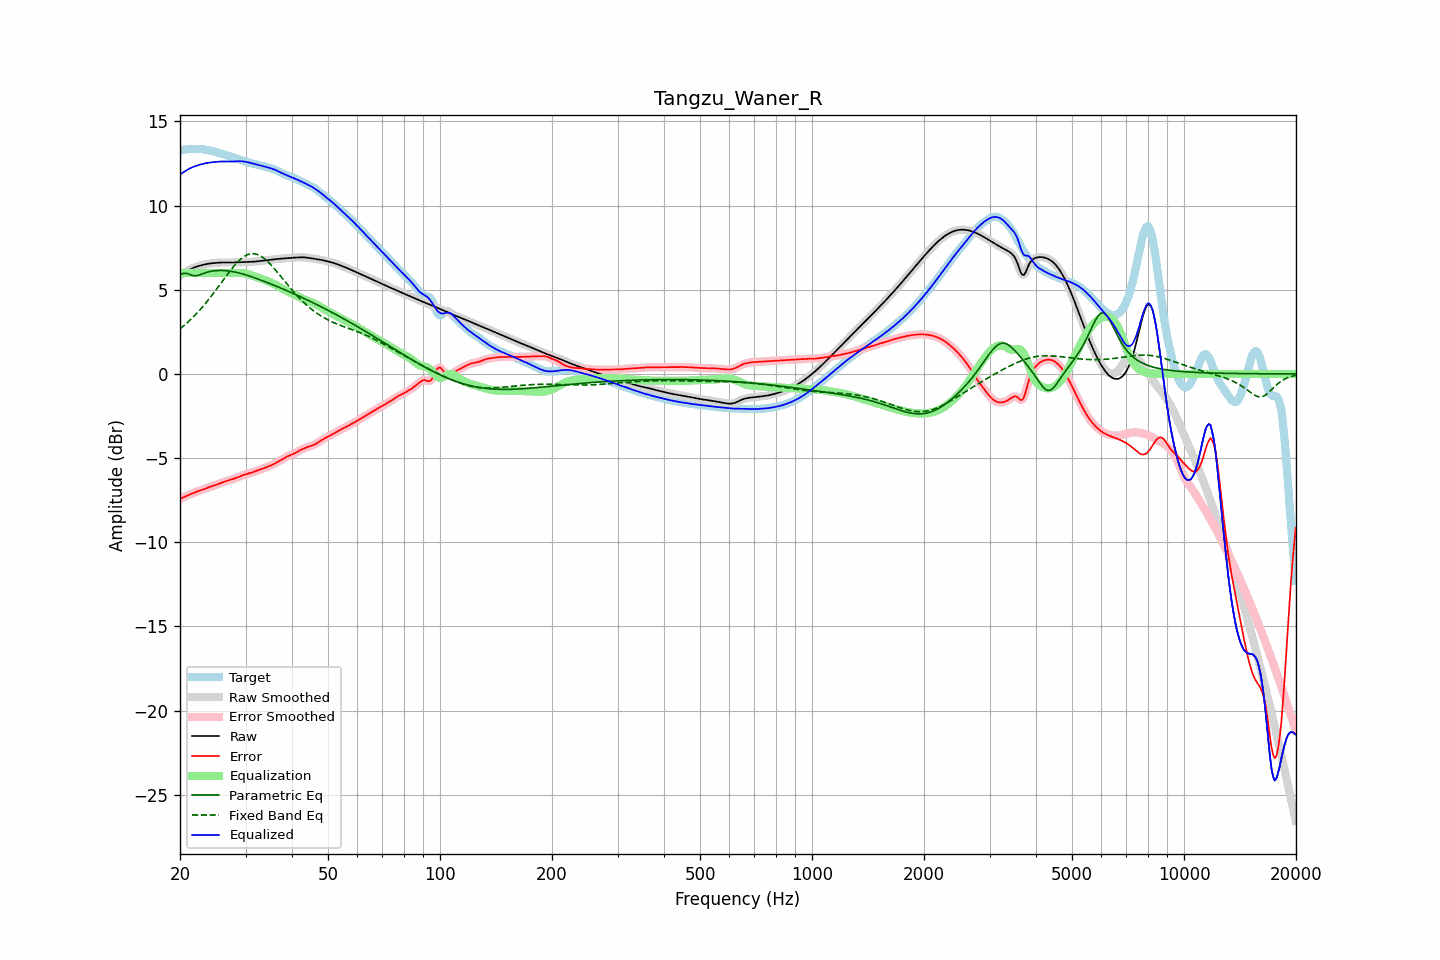 Tangzu_Waner_R
15
10
5
0
−5
−10
−15
−20
−25
Amplitude (dBr)
Target
Raw Smoothed
Error Smoothed
Raw
Error
Equalization
Parametric Eq
Fixed Band Eq
Equalized
20 50 100 200 500 1000 2000 5000 10000 20000
Frequency (Hz)